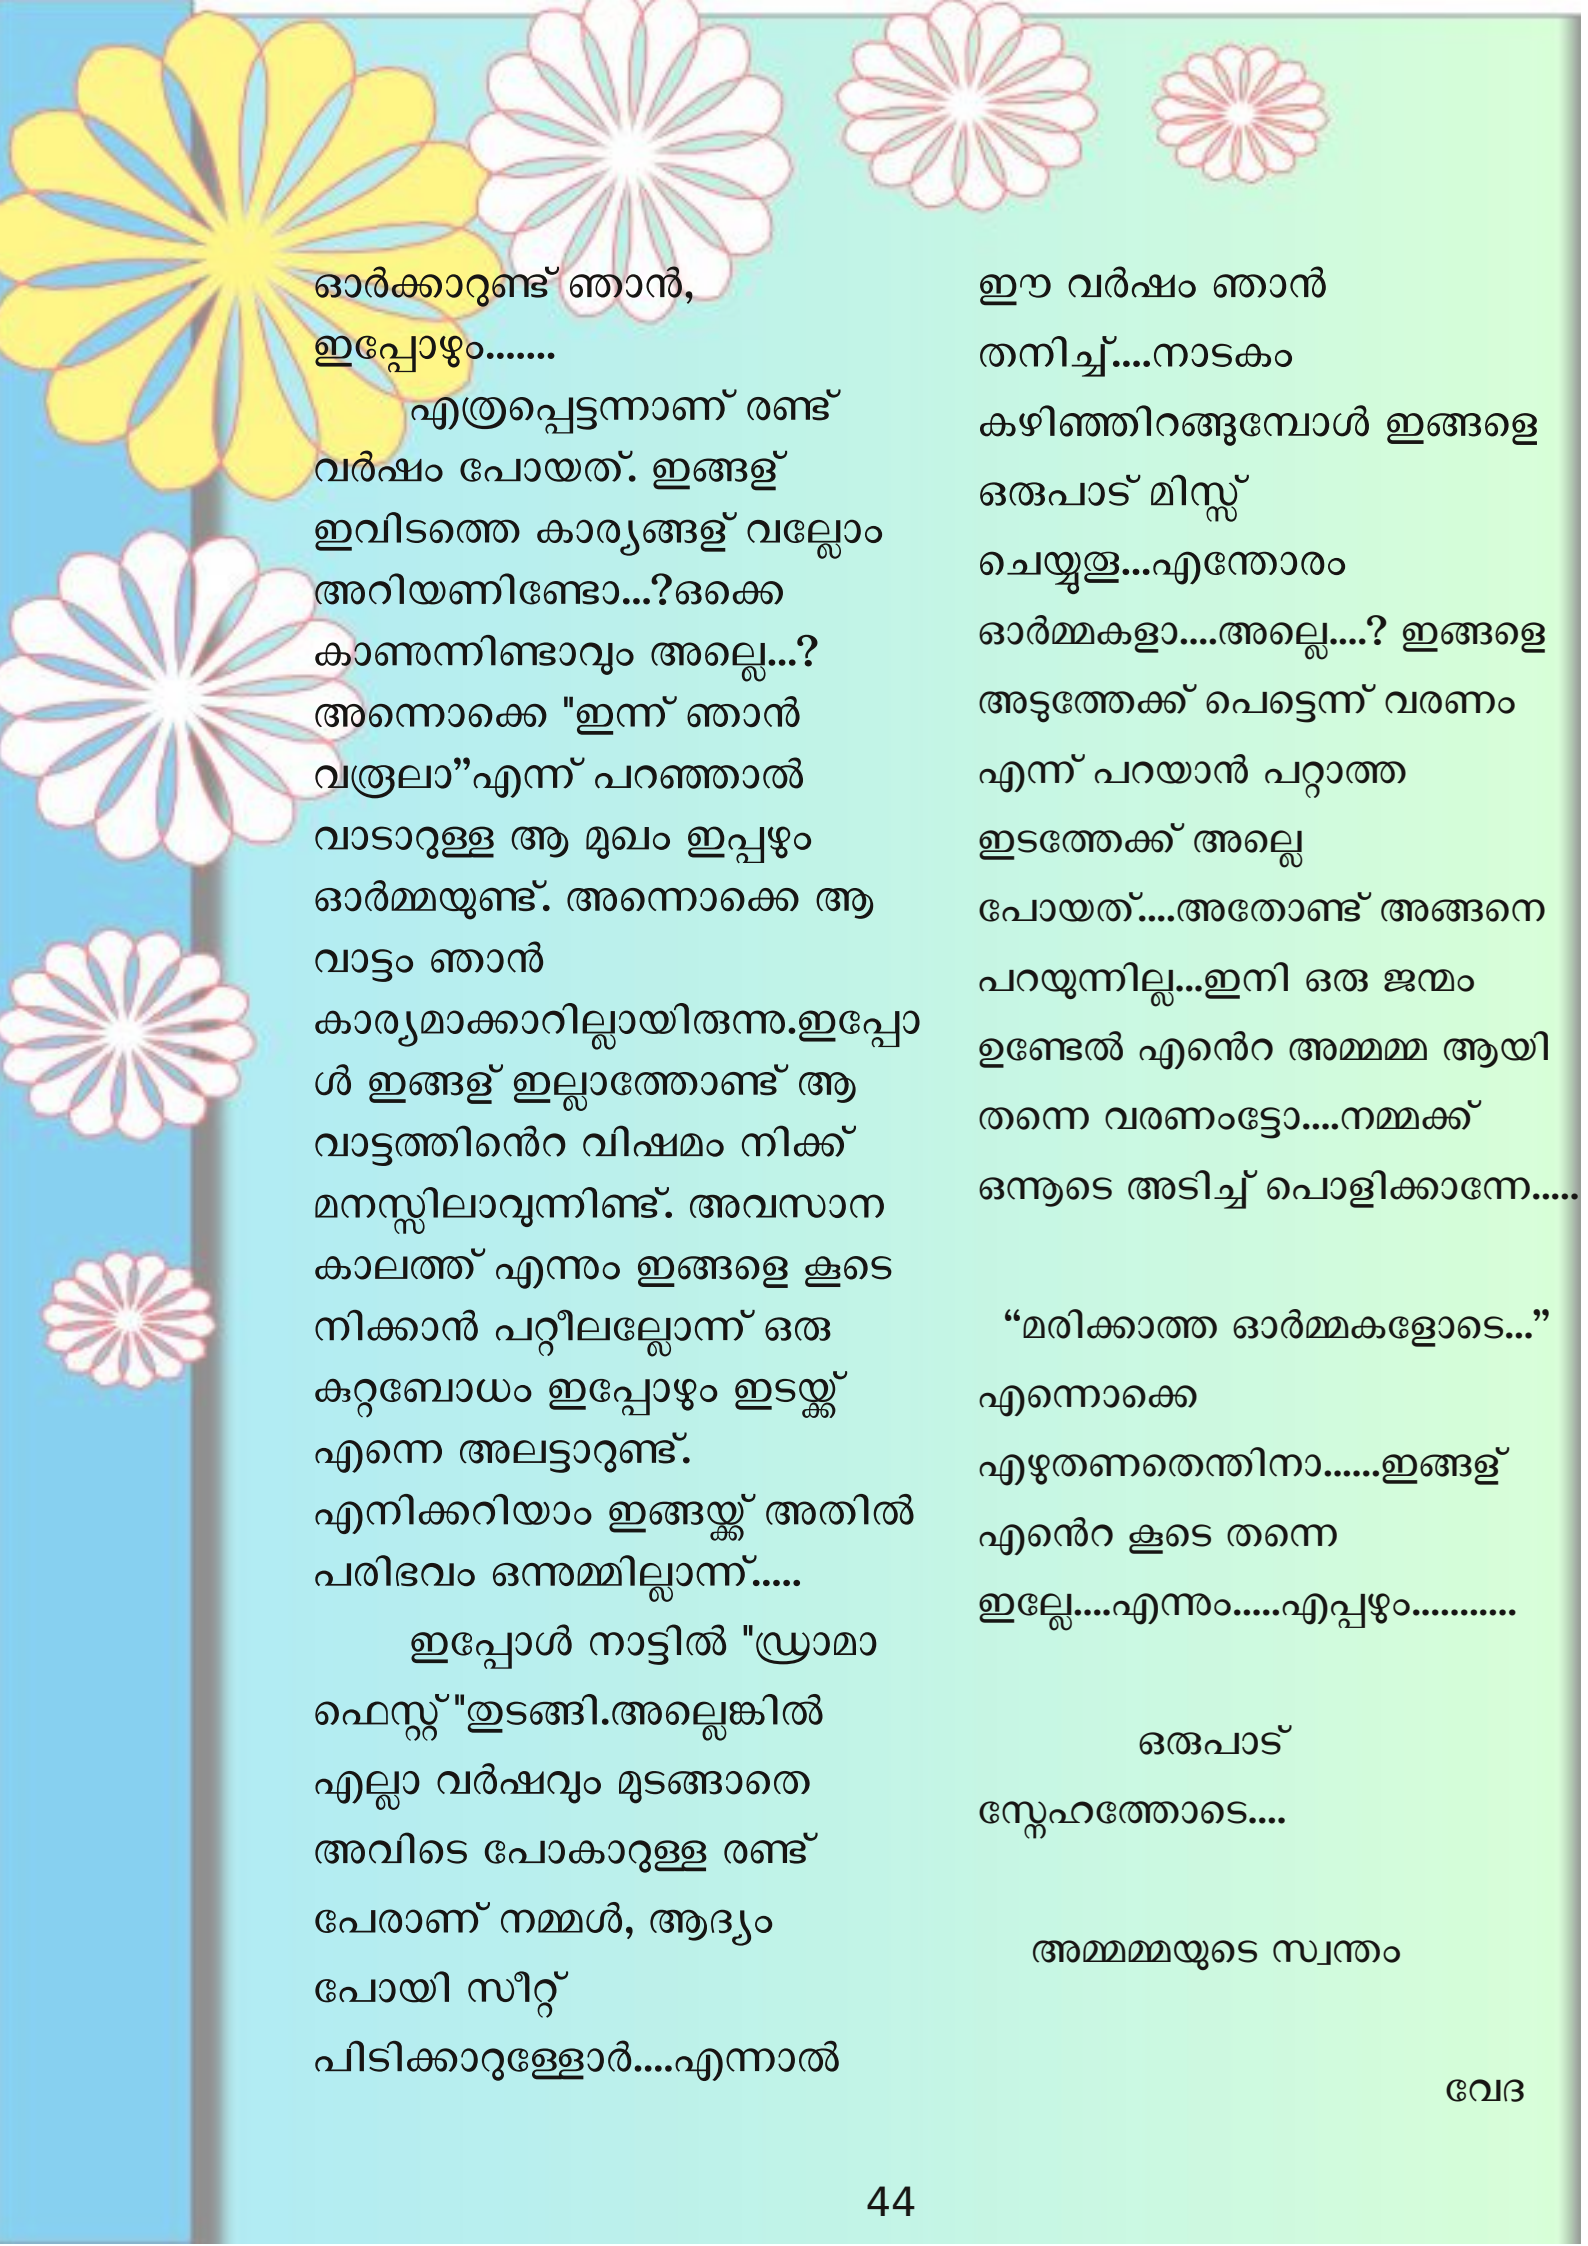 ഓർക്കാറുണ്ട് ഞാൻ,
ഇപ്പോഴും.......
എത്രപ്പെട്ടന്നാണ് രണ്ട്
വർഷം പോയത്. ഇങ്ങള്
ഇവിടത്തെ കാര്യങ്ങള് വല്ലോം
അറിയണിണ്ടോ...?ഒക്കെ
കാണുന്നിണ്ടാവും അല്ലെ...?
അന്നൊക്കെ "ഇന്ന് ഞാൻ
വരൂലാ”എന്ന് പറഞ്ഞാൽ
വാടാറുള്ള ആ മുഖം ഇപ്പഴും
ഓർമ്മയുണ്ട്. അന്നൊക്കെ ആ
വാട്ടം ഞാൻ
കാര്യമാക്കാറില്ലായിരുന്നു.ഇപ്പോ
ൾ ഇങ്ങള് ഇല്ലാത്തോണ്ട് ആ
വാട്ടത്തിൻെറ വിഷമം നിക്ക്
മനസ്സിലാവുന്നിണ്ട്. അവസാന
കാലത്ത് എന്നും ഇങ്ങളെ കൂടെ
നിക്കാൻ പറ്റീലല്ലോന്ന് ഒരു
കുറ്റബോധം ഇപ്പോഴും ഇടയ്ക്ക്
എന്നെ അലട്ടാറുണ്ട്.
എനിക്കറിയാം ഇങ്ങയ്ക്ക് അതിൽ
പരിഭവം ഒന്നുമ്മില്ലാന്ന്.....
ഇപ്പോൾ നാട്ടിൽ "ഡ്രാമാ
ഫെസ്റ്റ് "തുടങ്ങി.അല്ലെങ്കിൽ
എല്ലാ വർഷവും മുടങ്ങാതെ
അവിടെ പോകാറുള്ള രണ്ട്
പേരാണ് നമ്മൾ, ആദ്യം
പോയി സീറ്റ്
പിടിക്കാറുള്ളോർ....എന്നാൽ
ഈ വർഷം ഞാൻ
തനിച്ച്....നാടകം
കഴിഞ്ഞിറങ്ങുമ്പോൾ ഇങ്ങളെ
ഒരുപാട് മിസ്സ്
ചെയ്യുതൂ...എന്തോരം
ഓർമ്മകളാ....അല്ലെ....? ഇങ്ങളെ
അടുത്തേക്ക് പെട്ടെന്ന് വരണം
എന്ന് പറയാൻ പറ്റാത്ത
ഇടത്തേക്ക് അല്ലെ
പോയത്....അതോണ്ട് അങ്ങനെ
പറയുന്നില്ല...ഇനി ഒരു ജന്മം
ഉണ്ടേൽ എൻെറ അമ്മമ്മ ആയി
തന്നെ വരണംട്ടോ....നമ്മക്ക്
ഒന്നൂടെ അടിച്ച് പൊളിക്കാന്നേ.....
“മരിക്കാത്ത ഓർമ്മകളോടെ...”
എന്നൊക്കെ
എഴുതണതെന്തിനാ......ഇങ്ങള്
എൻെറ കൂടെ തന്നെ
ഇല്ലേ....എന്നും.....എപ്പഴും...........
ഒരുപാട്
സ്നേഹത്തോടെ....
അമ്മമ്മയുടെ സ്വന്തം
വേദ
44